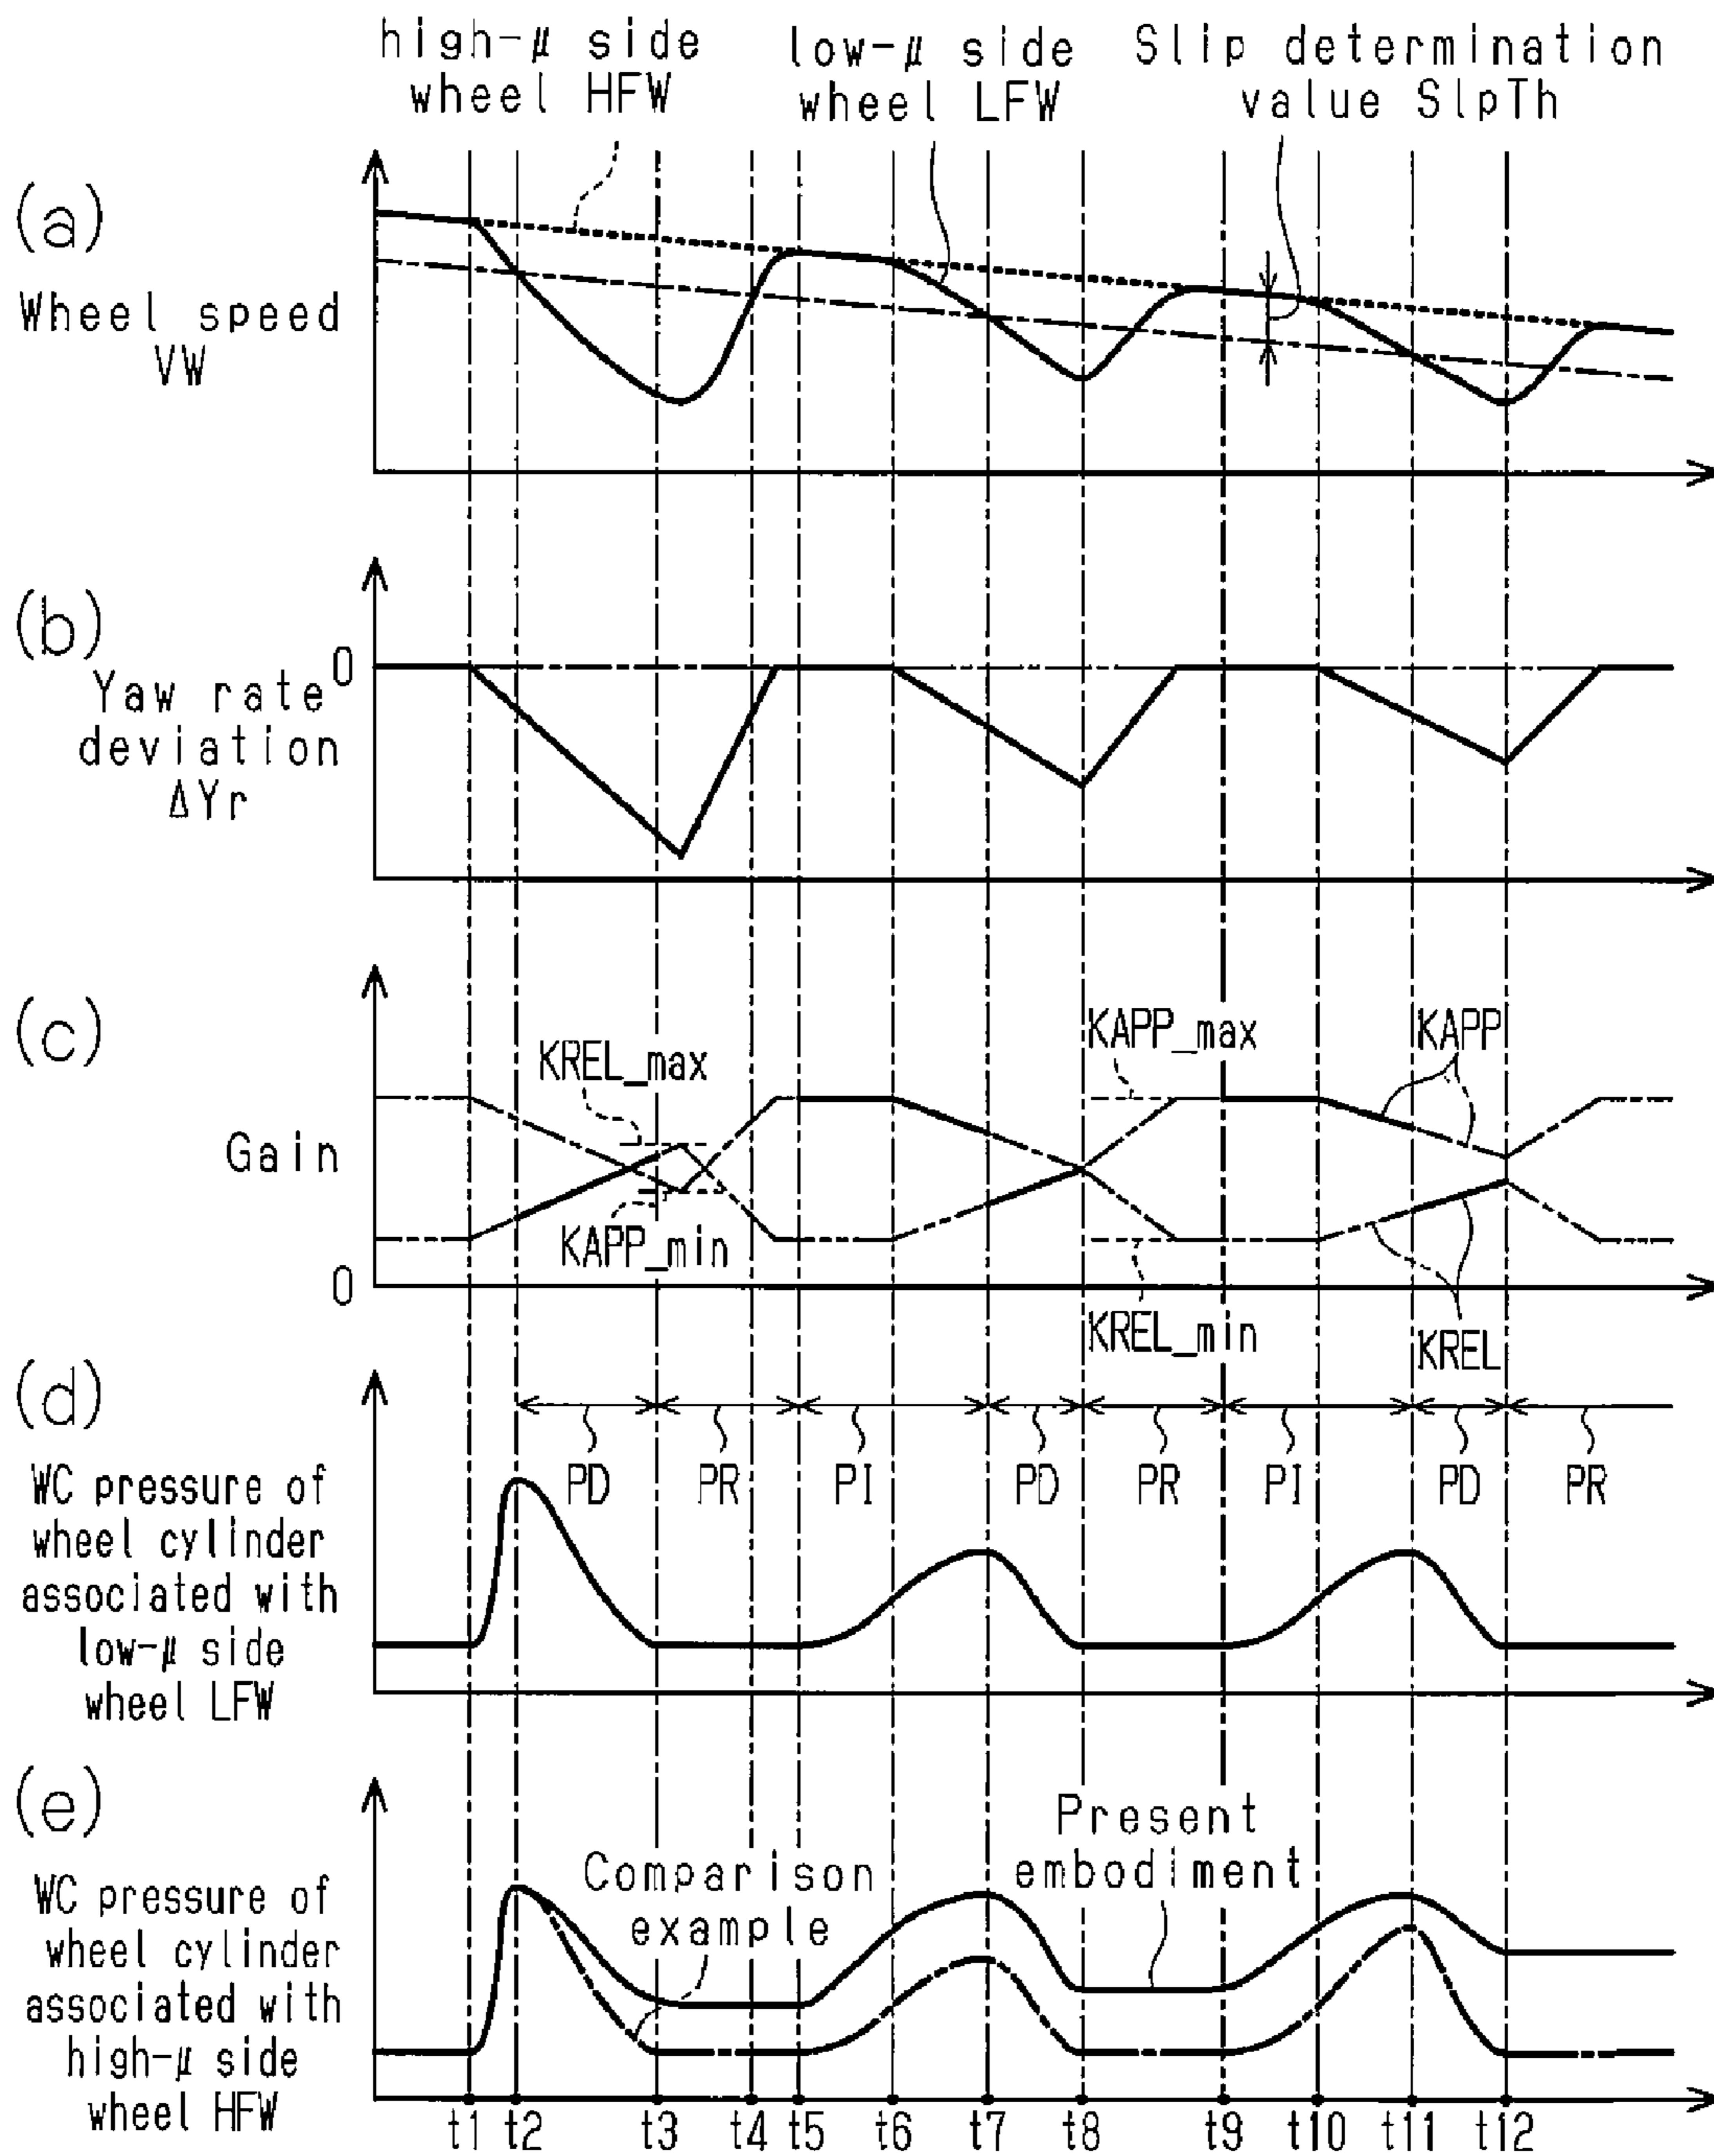 high-μ side
wheel HFW
low-μ side
wheel LFW
Slip determination
value SlpTh
(a)
Wheel speed
VW
(b)
0
Yaw rate
deviation
ΔYr
(c)
KREL_max
KAPP_max
KAPP
Gain
KAPP_min
0
KREL_min
KREL
(d)
PD
PR
PI
PD
PR
PI
PD
PR
WC pressure of
wheel cylinder
associated with
low-μ side
wheel LFW
(e)
Present
embodiment
Comparison
example
WC pressure of
wheel cylinder
associated with
high-μ side
wheel HFW
t1 t2 t3 t4 t5 t6 t7 t8 t9 t10 t11 t12